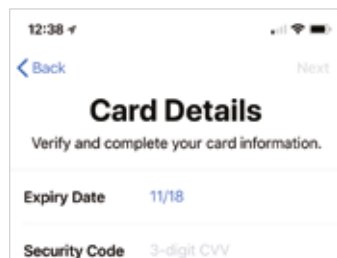 12:38
Back Next
Card Details
Verify and complete your card information.
Expiry Date 11/18
Security Code 3-digit CVV